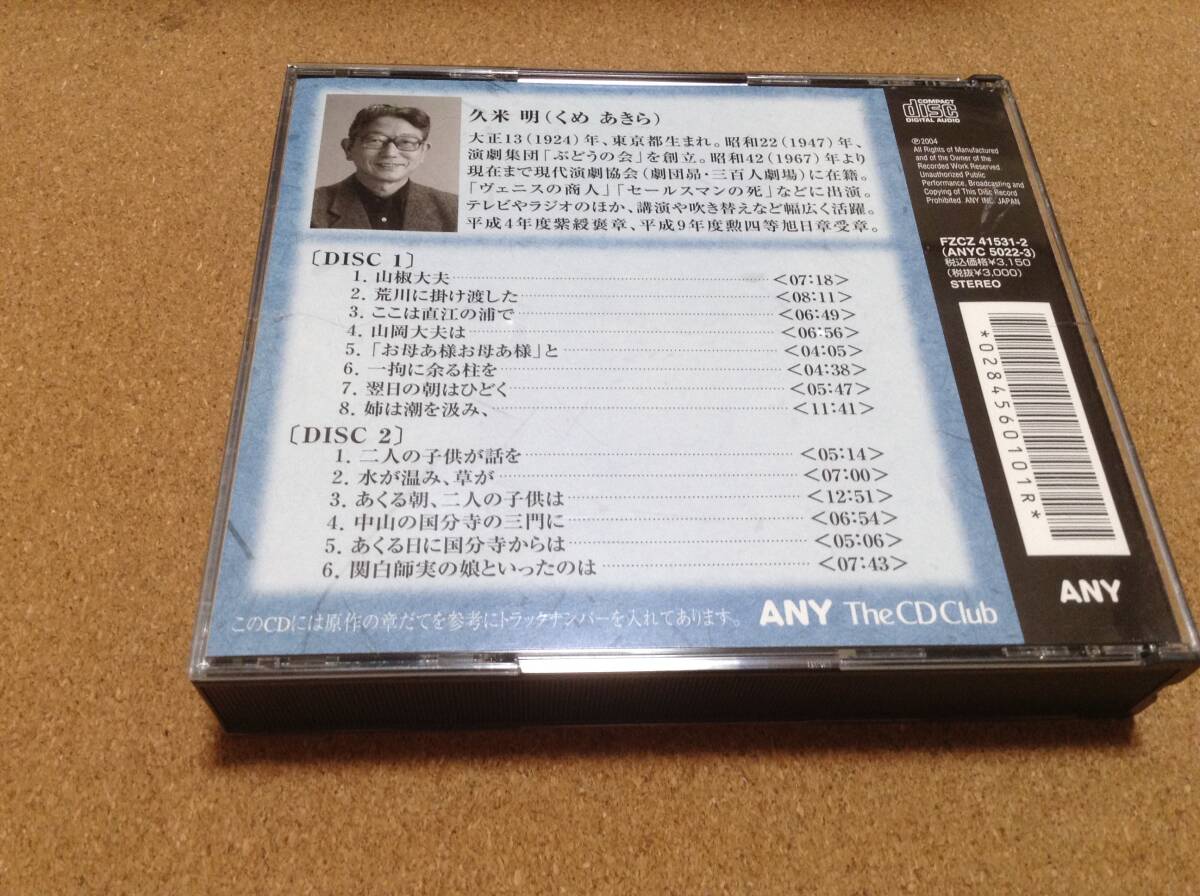 久米 明(くめ あきら)
大正13(1924)年、東京都生まれ。昭和22(1947)年、
演劇集団「ぶどうの会」を創立。昭和42(1967)年より
現在まで現代演劇協会(劇団昴・三百人劇場)に在籍。
「ヴェニスの商人」「セールスマンの死」などに出演。
テレビやラジオのほか、講演や吹き替えなど幅広く活躍。
平成4年度紫綬褒章、平成9年度勲四等旭日章受章。
〔DISC 1〕
1. 山椒大夫 <07:18>
2. 荒川に掛け渡した <08:11>
3. ここは直江の浦で <06:49>
4. 山岡大夫は <06:56>
5. 「お母あ様お母あ様」と <04:05>
6. 一拘に余る柱を <04:38>
7. 翌日の朝はひどく <05:47>
8. 姉は潮を汲み、 <11:41>
〔DISC 2〕
1. 二人の子供が話を <05:14>
2. 水が温み、草が <07:00>
3. あくる朝、二人の子供は <12:51>
4. 中山の国分寺の三門に <06:54>
5. あくる日に国分寺からは <05:06>
6. 関白師実の娘といったのは <07:43>
このCDには原作の章だてを参考にトラックナンバーを入れてあります。
ANY The CD Club
COMPACT
disc
DIGITAL AUDIO
℗2004
All Rights of Manufactured
and of the Owner of the
Recorded Work Reserved.
Unauthorized Public
Performance, Broadcasting and
Copying of This Disc Record
Prohibited. ANY INC. JAPAN
FZCZ 41531-2
(ANYC 5022-3)
税込価格¥3,150
(税抜¥3,000)
STEREO
*0284560101R*
ANY